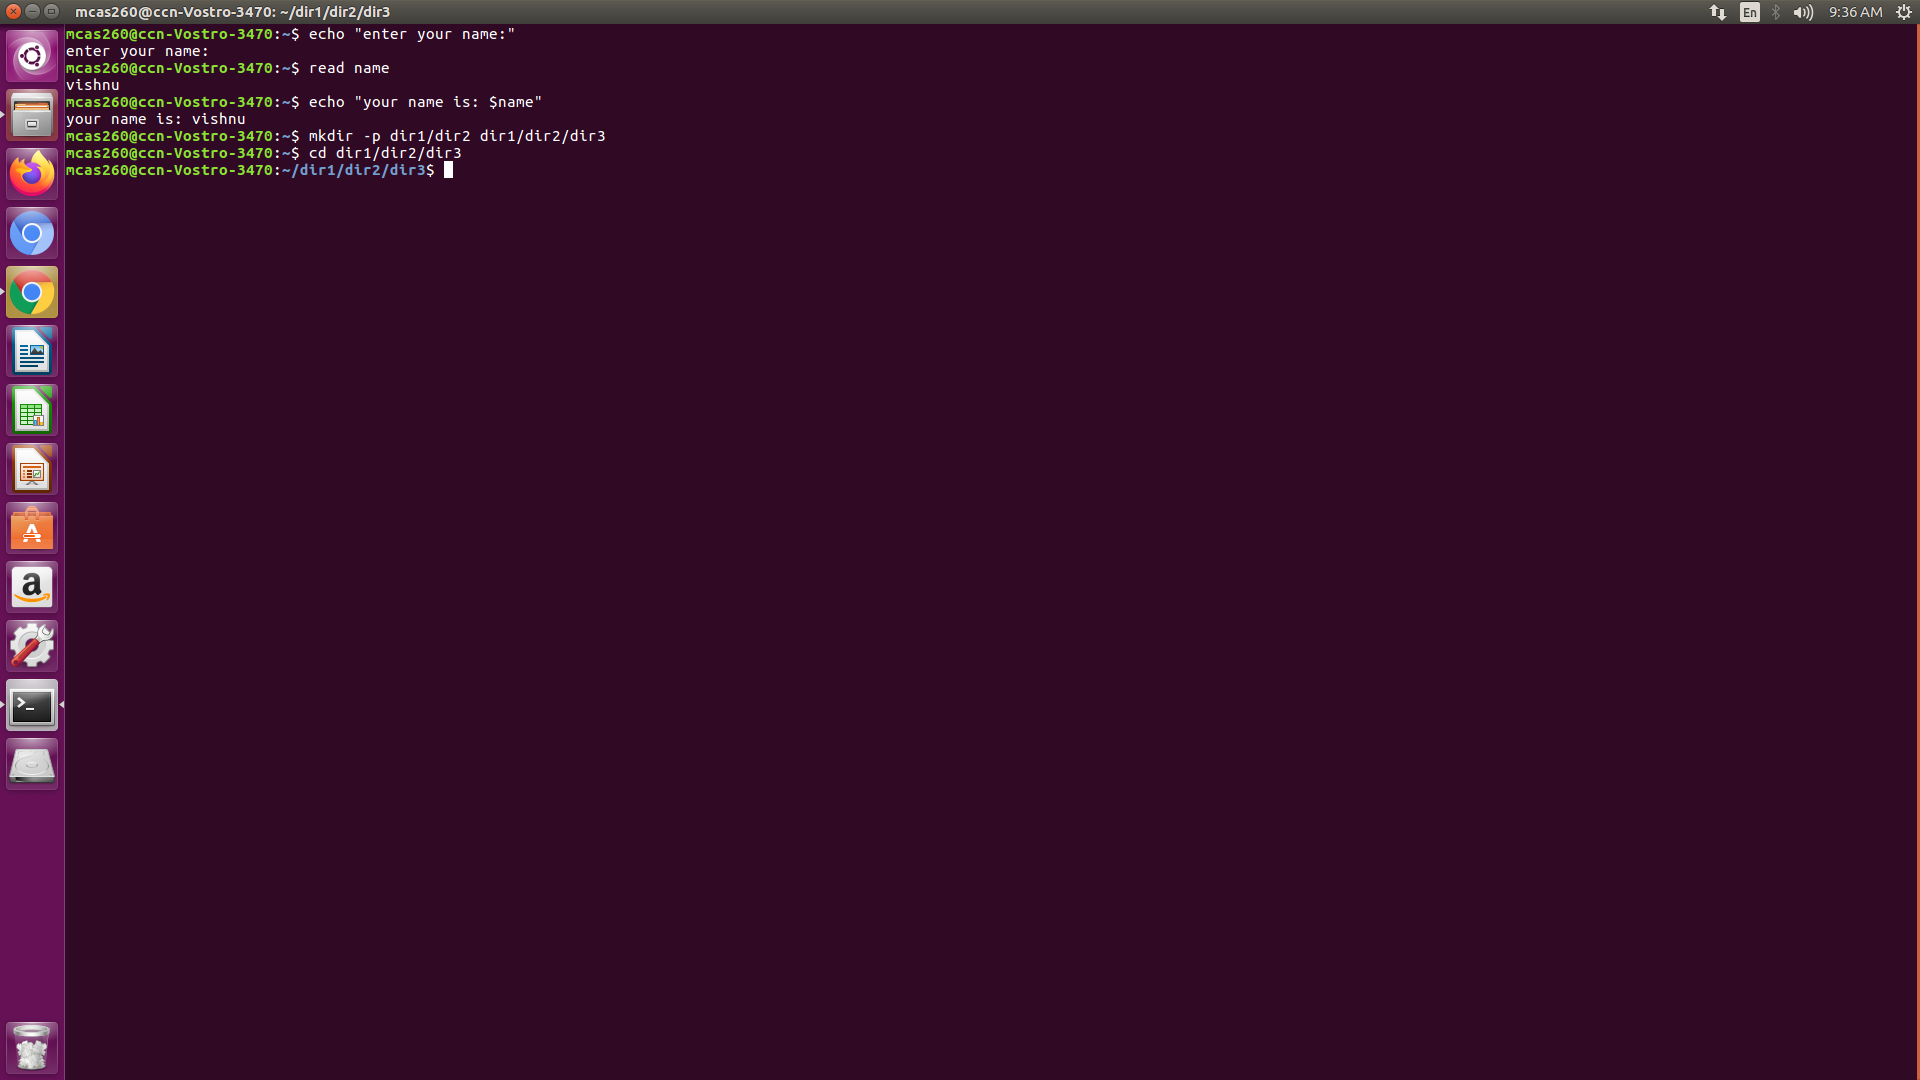 mcas260@ccn-Vostro-3470: ~/dir1/dir2/dir3
En
9:36 AM
mcas260@ccn-Vostro-3470:~$ echo "enter your name:"
enter your name:
mcas260@ccn-Vostro-3470:~$ read name
vishnu
mcas260@ccn-Vostro-3470:~$ echo "your name is: $name"
your name is: vishnu
mcas260@ccn-Vostro-3470:~$ mkdir -p dir1/dir2 dir1/dir2/dir3
mcas260@ccn-Vostro-3470:~$ cd dir1/dir2/dir3
mcas260@ccn-Vostro-3470:~/dir1/dir2/dir3$